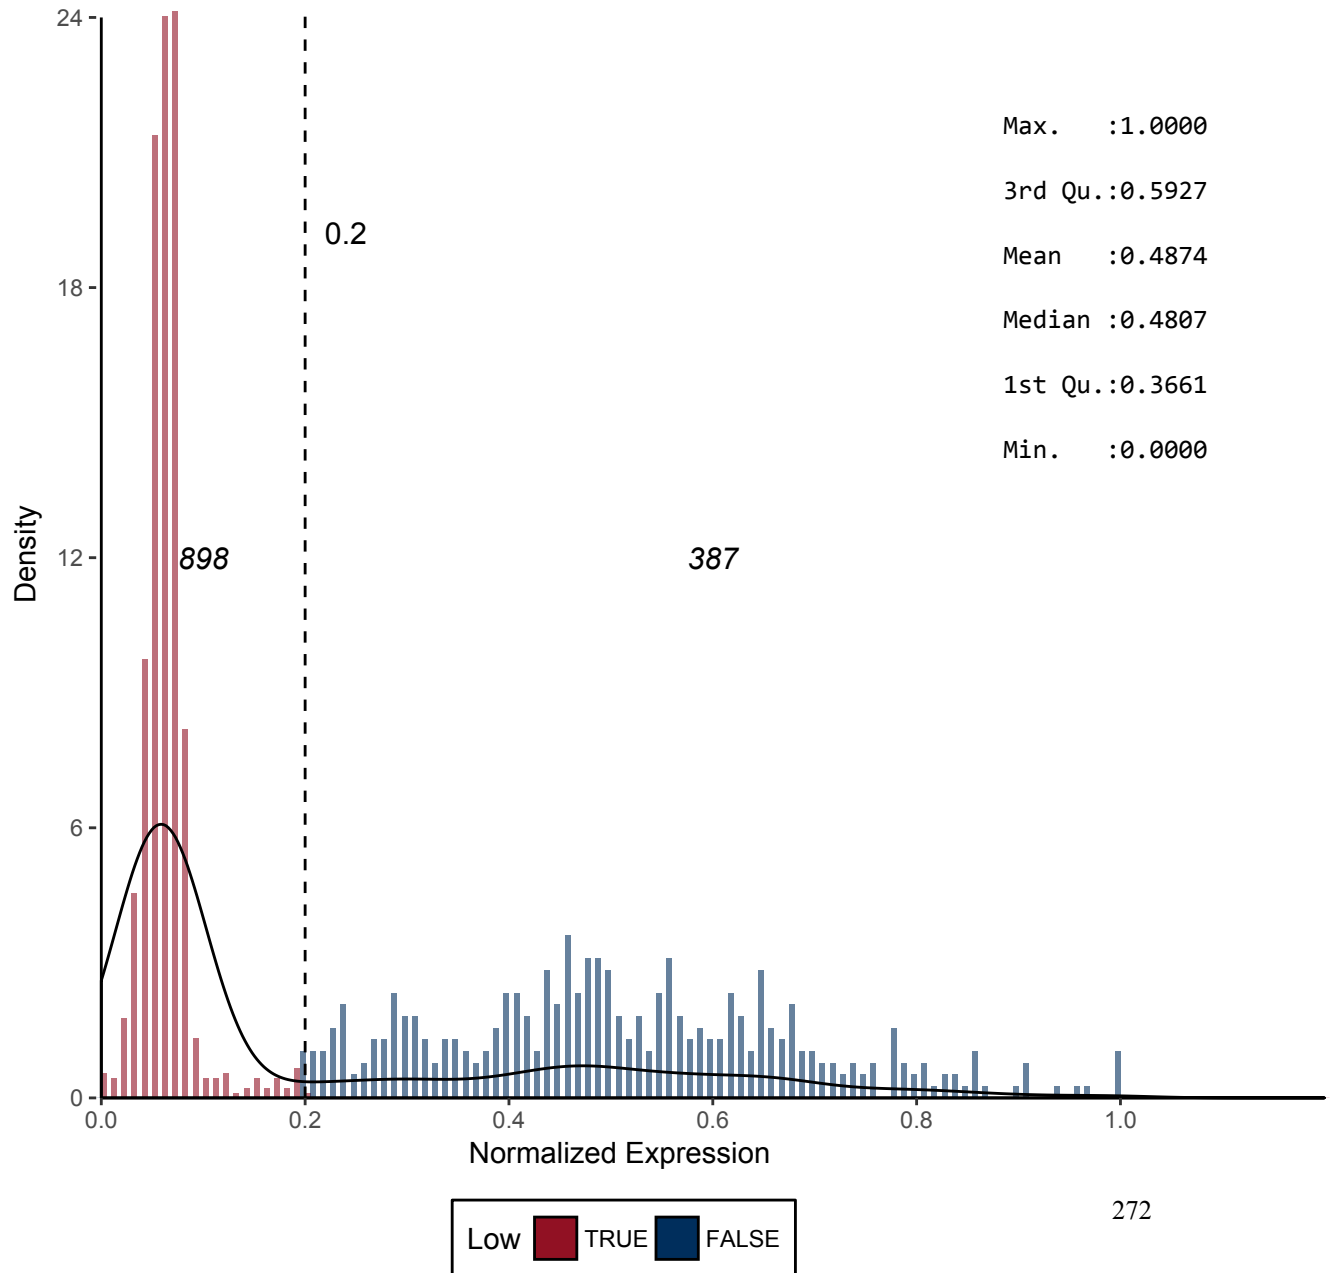 24
Max.   :1.0000
3rd Qu.:0.5927
0.2
Mean   :0.4874
18
Median :0.4807
1st Qu.:0.3661
Min.   :0.0000
Density
12
898
387
6
0
0.0 0.2 0.4 0.6 0.8 1.0
Normalized Expression
272
Low TRUE FALSE